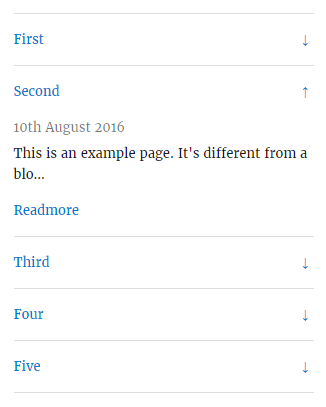 First ↓
Second ↑
10th August 2016
This is an example page. It's different from a
blo...
Readmore
Third ↓
Four ↓
Five ↓